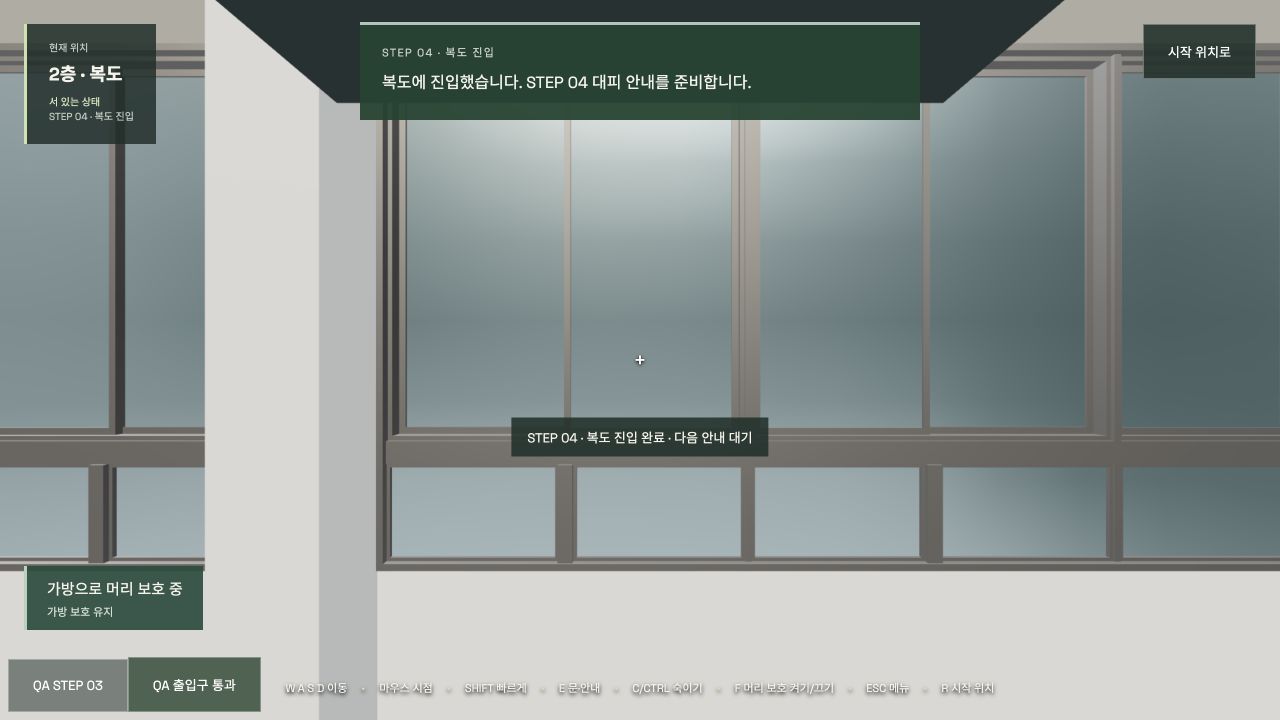 현재 위치
2층 · 복도
서 있는 상태
STEP 04 · 복도 진입
STEP 04 · 복도 진입
복도에 진입했습니다. STEP 04 대피 안내를 준비합니다.
시작 위치로
+
STEP 04 · 복도 진입 완료 · 다음 안내 대기
가방으로 머리 보호 중
가방 보호 유지
QA STEP 03
QA 출입구 통과
W A S D 이동 · 마우스 시점 · SHIFT 빠르게 · E 문·안내 · C/CTRL 숙이기 · F 머리 보호 켜기/끄기 · ESC 메뉴 · R 시작 위치